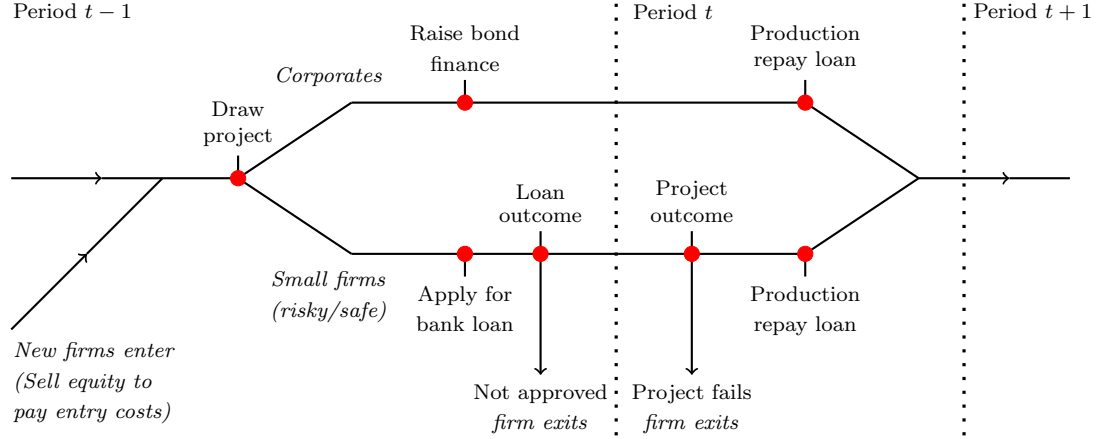 Period t − 1
Period t
Period t + 1
Raise bond
finance
Production
repay loan
Corporates
Draw
project
Loan
outcome
Project
outcome
Small firms
(risky/safe)
Apply for
bank loan
Production
repay loan
New firms enter
(Sell equity to
pay entry costs)
Not approved
firm exits
Project fails
firm exits